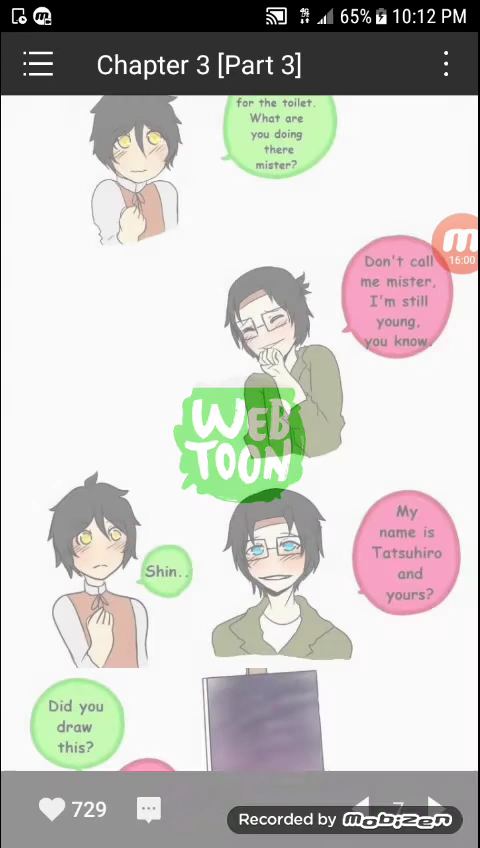 65% 10:12 PM
Chapter 3 [Part 3]
for the toilet.
What are
you doing
there
mister?
16:00
Don't call
me mister,
I'm still
young,
you know.
WEB
TOON
My
name is
Tatsuhiro
and
yours?
Shin..
Did you
draw
this?
729
7
Recorded by MOBIZEN